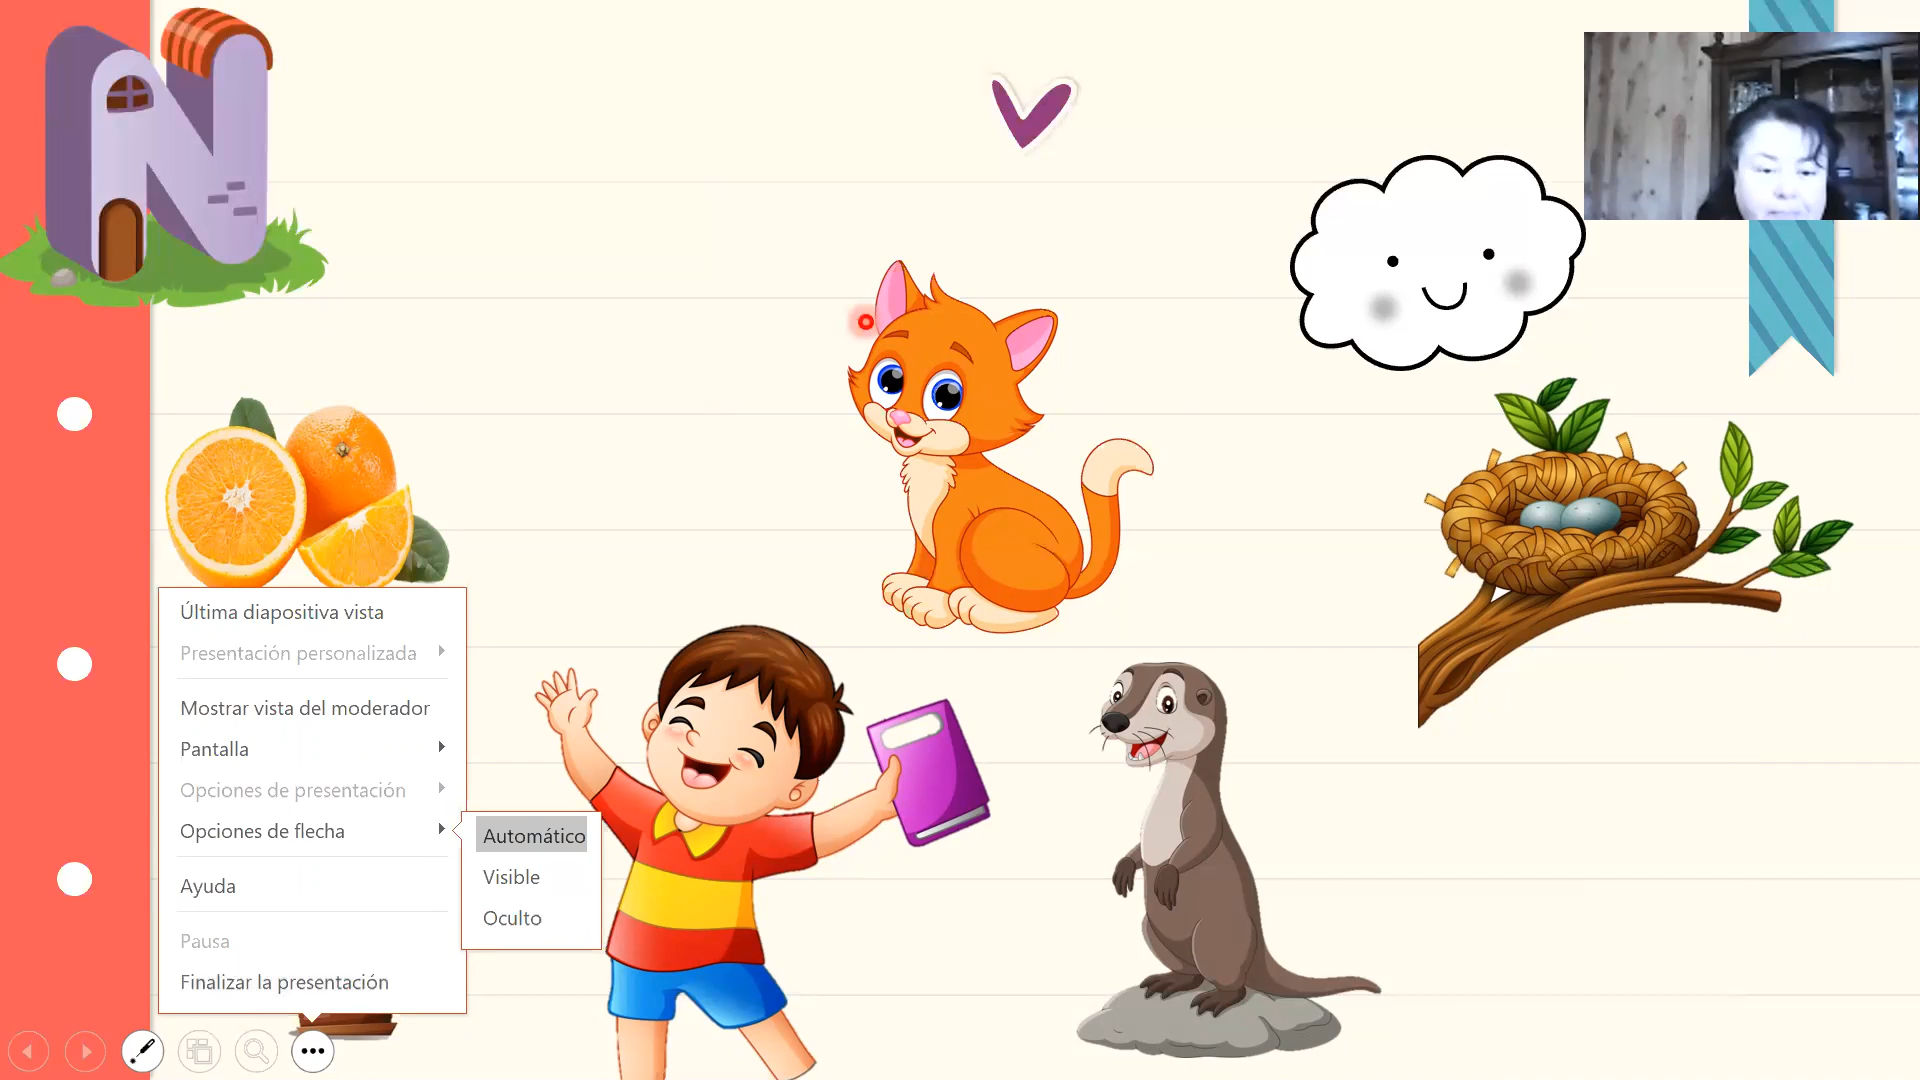 N
Última diapositiva vista
Presentación personalizada
Mostrar vista del moderador
Pantalla
Opciones de presentación
Opciones de flecha
Automático
Visible
Oculto
Ayuda
Pausa
Finalizar la presentación